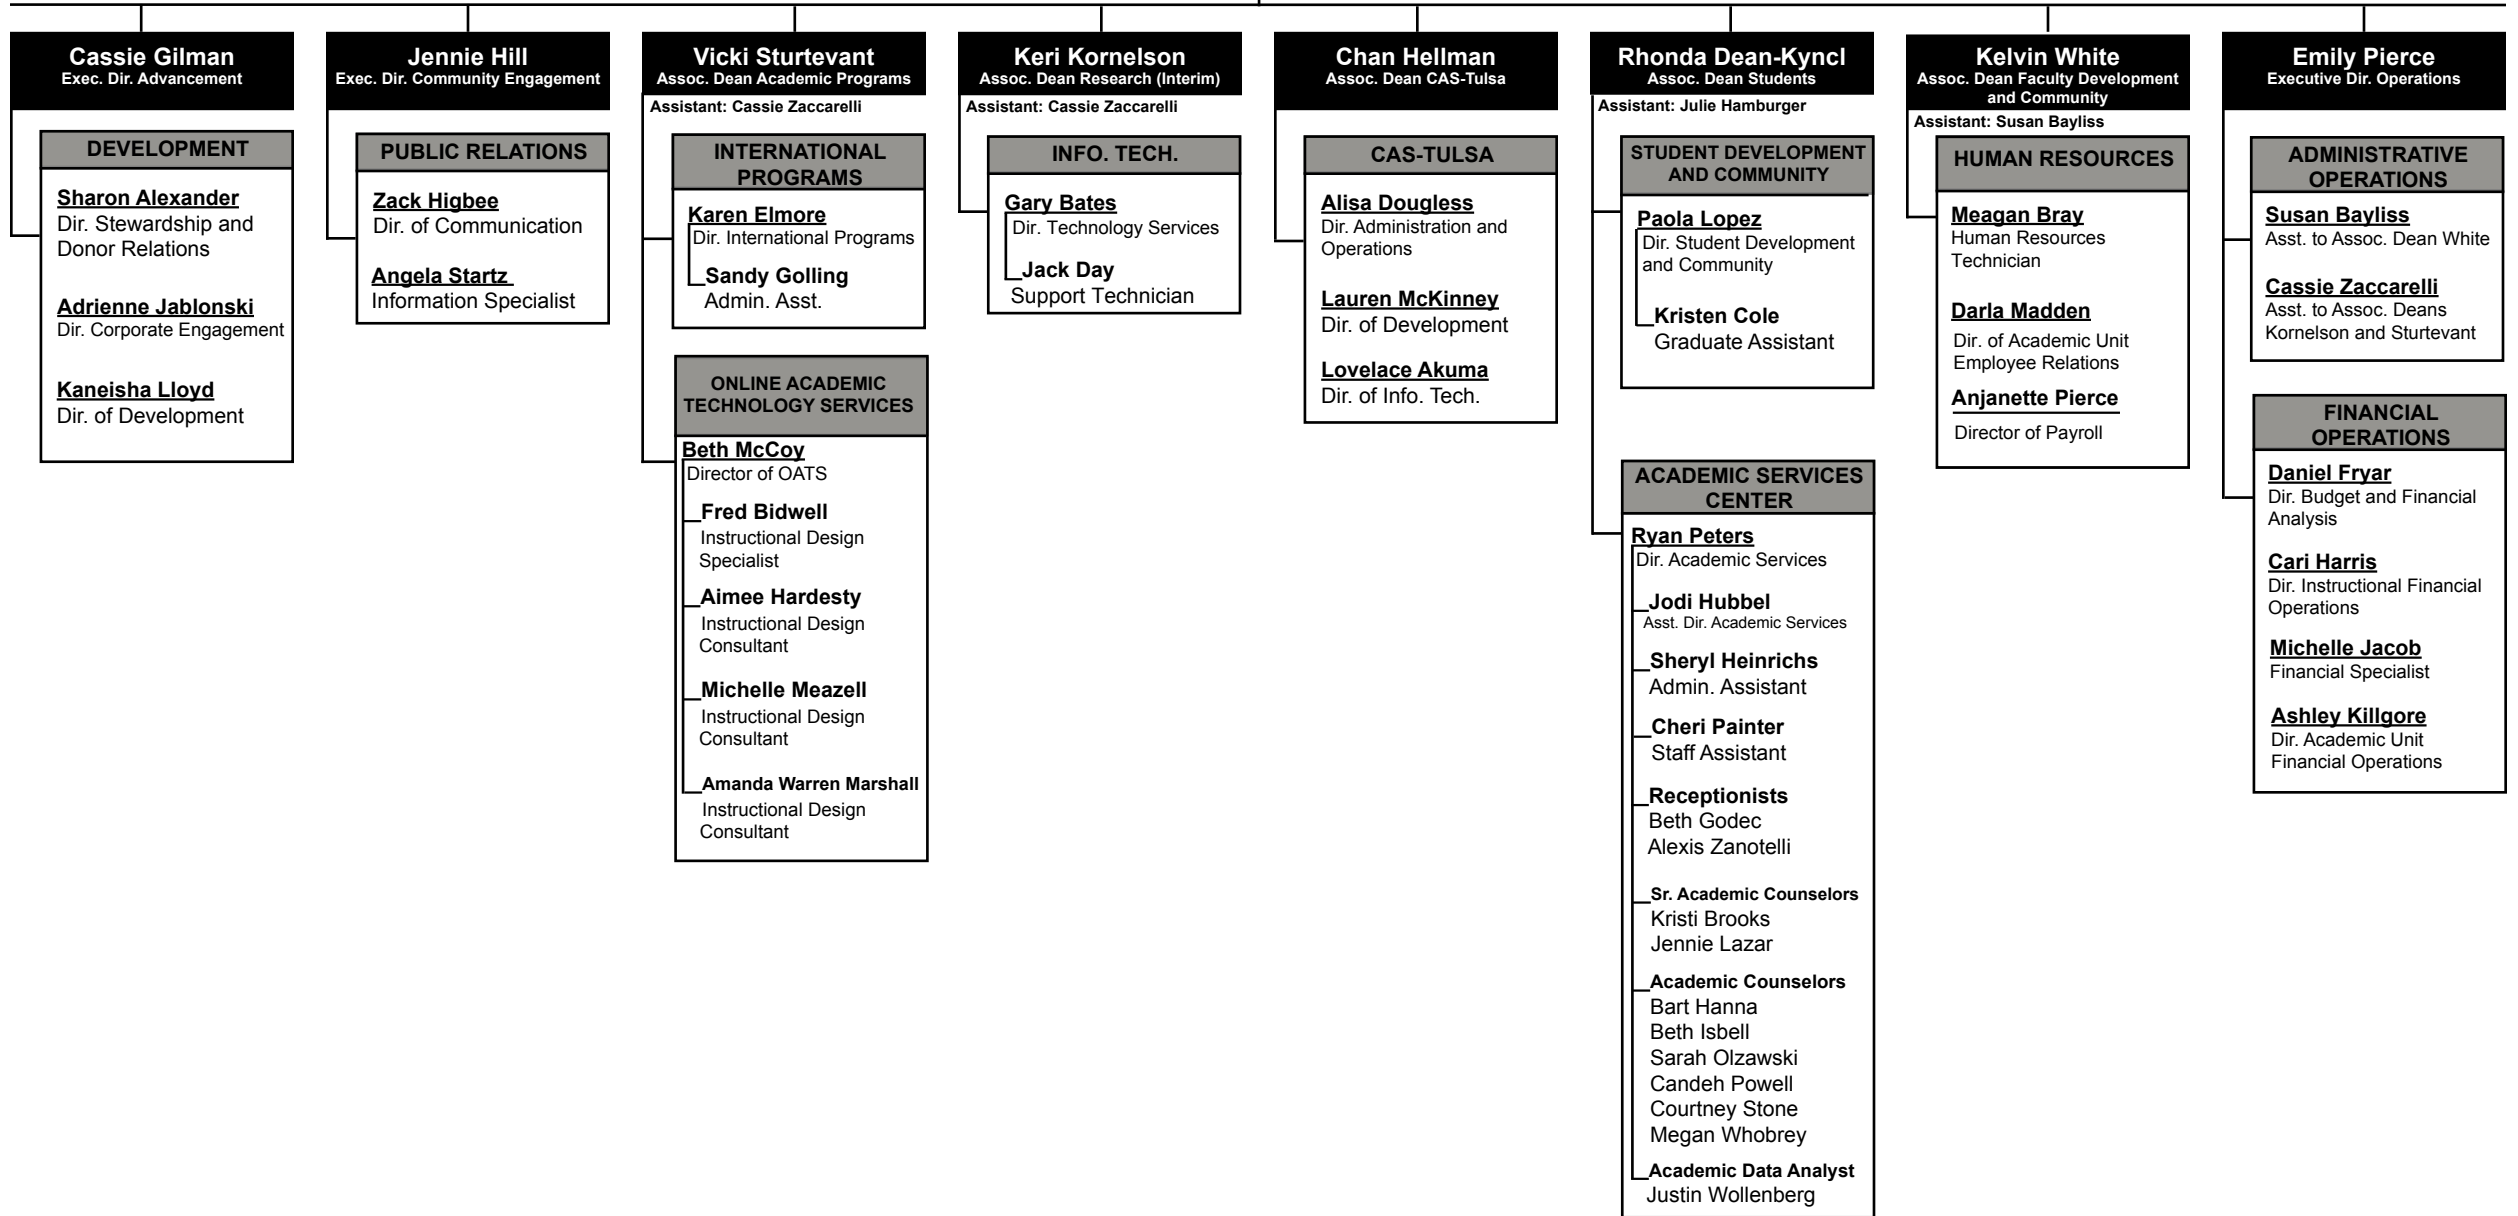 Cassie Gilman
Exec. Dir. Advancement
DEVELOPMENT
Sharon Alexander
Dir. Stewardship and
Donor Relations
Adrienne Jablonski
Dir. Corporate Engagement
Kaneisha Lloyd
Dir. of Development
Jennie Hill
Exec. Dir. Community Engagement
PUBLIC RELATIONS
Zack Higbee
Dir. of Communication
Angela Startz
Information Specialist
Vicki Sturtevant
Assoc. Dean Academic Programs
Assistant: Cassie Zaccarelli
INTERNATIONAL
PROGRAMS
Karen Elmore
Dir. International Programs
Sandy Golling
Admin. Asst.
ONLINE ACADEMIC
TECHNOLOGY SERVICES
Beth McCoy
Director of OATS
Fred Bidwell
Instructional Design
Specialist
Aimee Hardesty
Instructional Design
Consultant
Michelle Meazell
Instructional Design
Consultant
Amanda Warren Marshall
Instructional Design
Consultant
Keri Kornelson
Assoc. Dean Research (Interim)
Assistant: Cassie Zaccarelli
INFO. TECH.
Gary Bates
Dir. Technology Services
Jack Day
Support Technician
Chan Hellman
Assoc. Dean CAS-Tulsa
CAS-TULSA
Alisa Dougless
Dir. Administration and
Operations
Lauren McKinney
Dir. of Development
Lovelace Akuma
Dir. of Info. Tech.
Rhonda Dean-Kyncl
Assoc. Dean Students
Assistant: Julie Hamburger
STUDENT DEVELOPMENT
AND COMMUNITY
Paola Lopez
Dir. Student Development
and Community
Kristen Cole
Graduate Assistant
ACADEMIC SERVICES
CENTER
Ryan Peters
Dir. Academic Services
Jodi Hubbel
Asst. Dir. Academic Services
Sheryl Heinrichs
Admin. Assistant
Cheri Painter
Staff Assistant
Receptionists
Beth Godec
Alexis Zanotelli
Sr. Academic Counselors
Kristi Brooks
Jennie Lazar
Academic Counselors
Bart Hanna
Beth Isbell
Sarah Olzawski
Candeh Powell
Courtney Stone
Megan Whobrey
Academic Data Analyst
Justin Wollenberg
Kelvin White
Assoc. Dean Faculty Development
and Community
Assistant: Susan Bayliss
HUMAN RESOURCES
Meagan Bray
Human Resources
Technician
Darla Madden
Dir. of Academic Unit
Employee Relations
Anjanette Pierce
Director of Payroll
Emily Pierce
Executive Dir. Operations
ADMINISTRATIVE
OPERATIONS
Susan Bayliss
Asst. to Assoc. Dean White
Cassie Zaccarelli
Asst. to Assoc. Deans
Kornelson and Sturtevant
FINANCIAL
OPERATIONS
Daniel Fryar
Dir. Budget and Financial
Analysis
Cari Harris
Dir. Instructional Financial
Operations
Michelle Jacob
Financial Specialist
Ashley Killgore
Dir. Academic Unit
Financial Operations